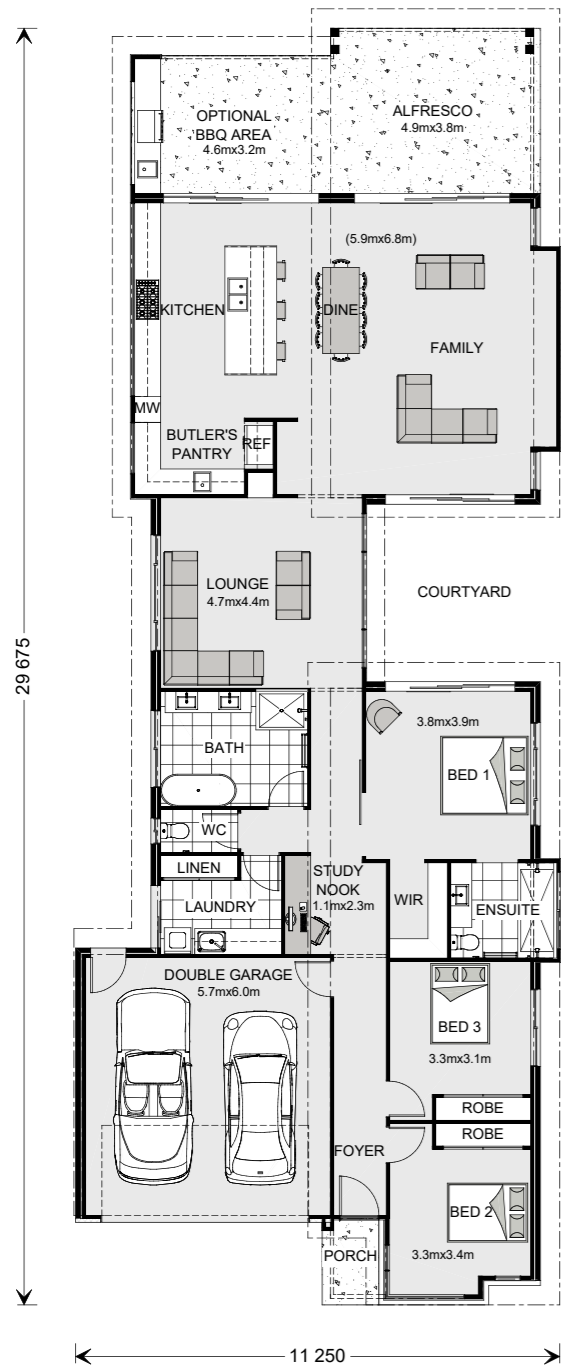 OPTIONAL
BBQ AREA
4.6mx3.2m
ALFRESCO
4.9mx3.8m
(5.9mx6.8m)
KITCHEN
DINE
FAMILY
MW
BUTLER'S
PANTRY
REF
LOUNGE
4.7mx4.4m
COURTYARD
29 675
3.8mx3.9m
BED 1
BATH
WC
LINEN
LAUNDRY
STUDY
NOOK
1.1mx2.3m
WIR
ENSUITE
DOUBLE GARAGE
5.7mx6.0m
BED 3
3.3mx3.1m
ROBE
ROBE
FOYER
BED 2
3.3mx3.4m
PORCH
11 250